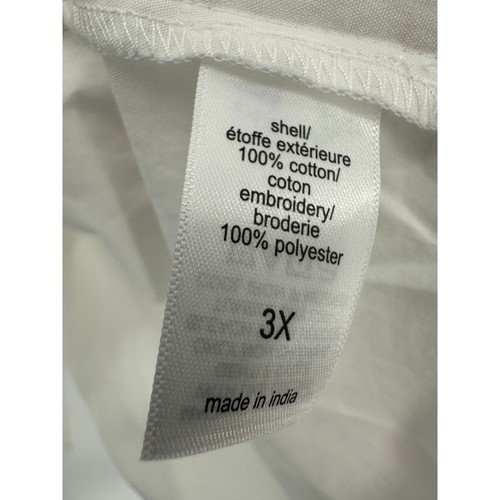 shell/
étoffe extérieure
100% cotton/
coton
embroidery/
broderie
100% polyester
3X
made in india